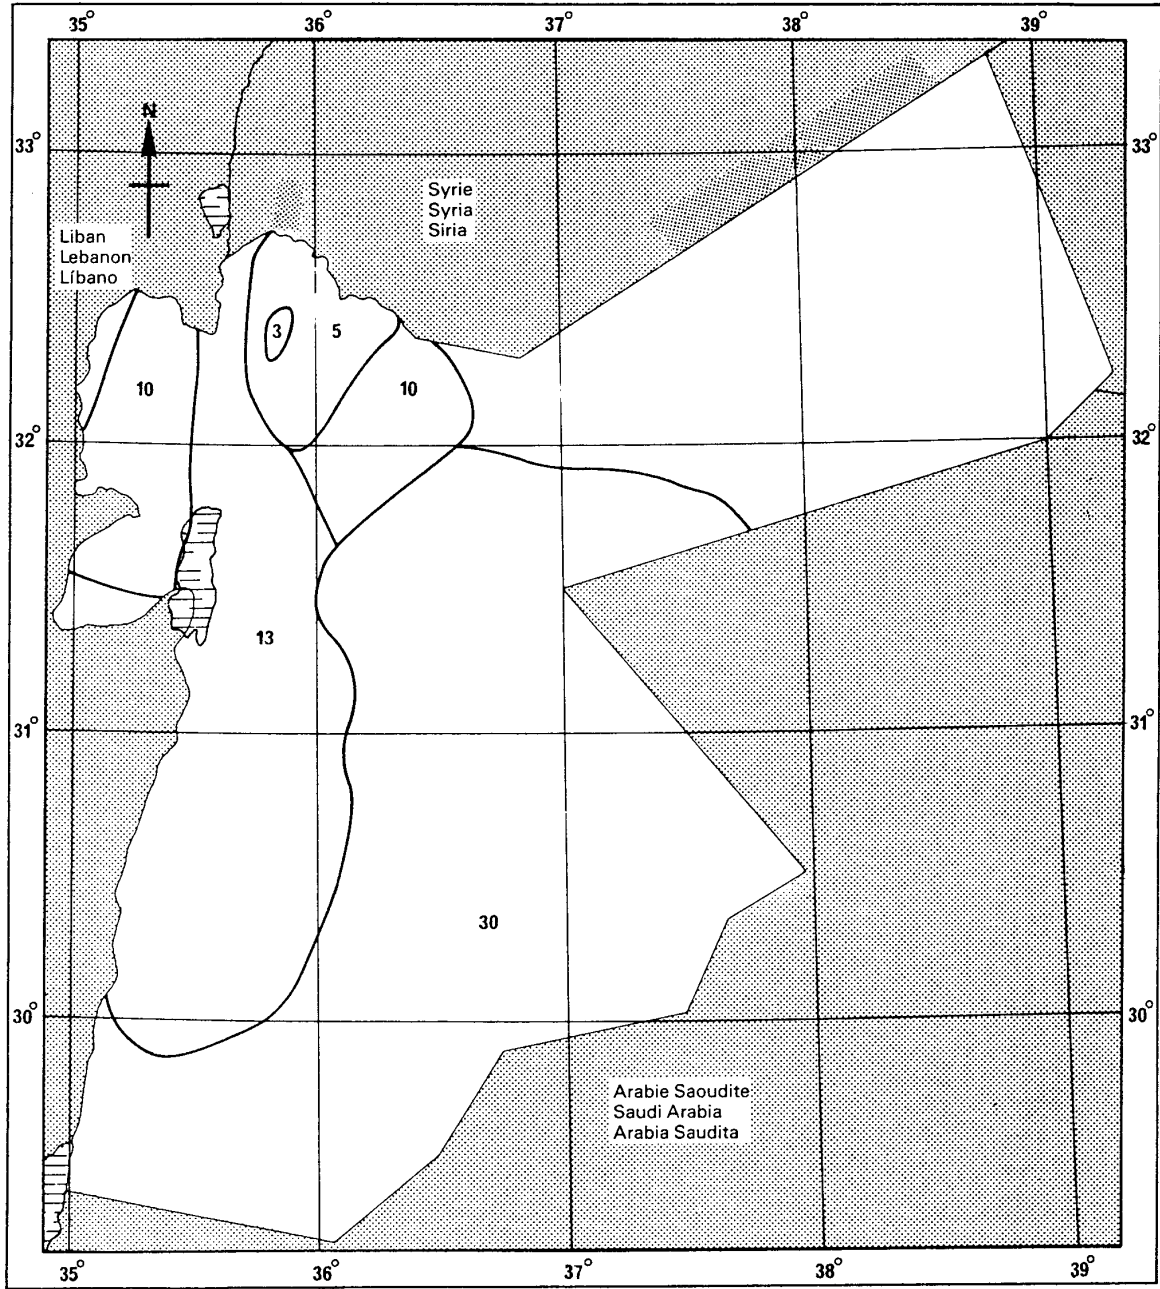 35° 36° 37° 38° 39°
N
33° 33°
Syrie
Syria
Siria
Liban
Lebanon
Líbano
3 5
10 10
32° 32°
13
31° 31°
30
30° 30°
Arabie Saoudite
Saudi Arabia
Arabia Saudita
35° 36° 37° 38° 39°